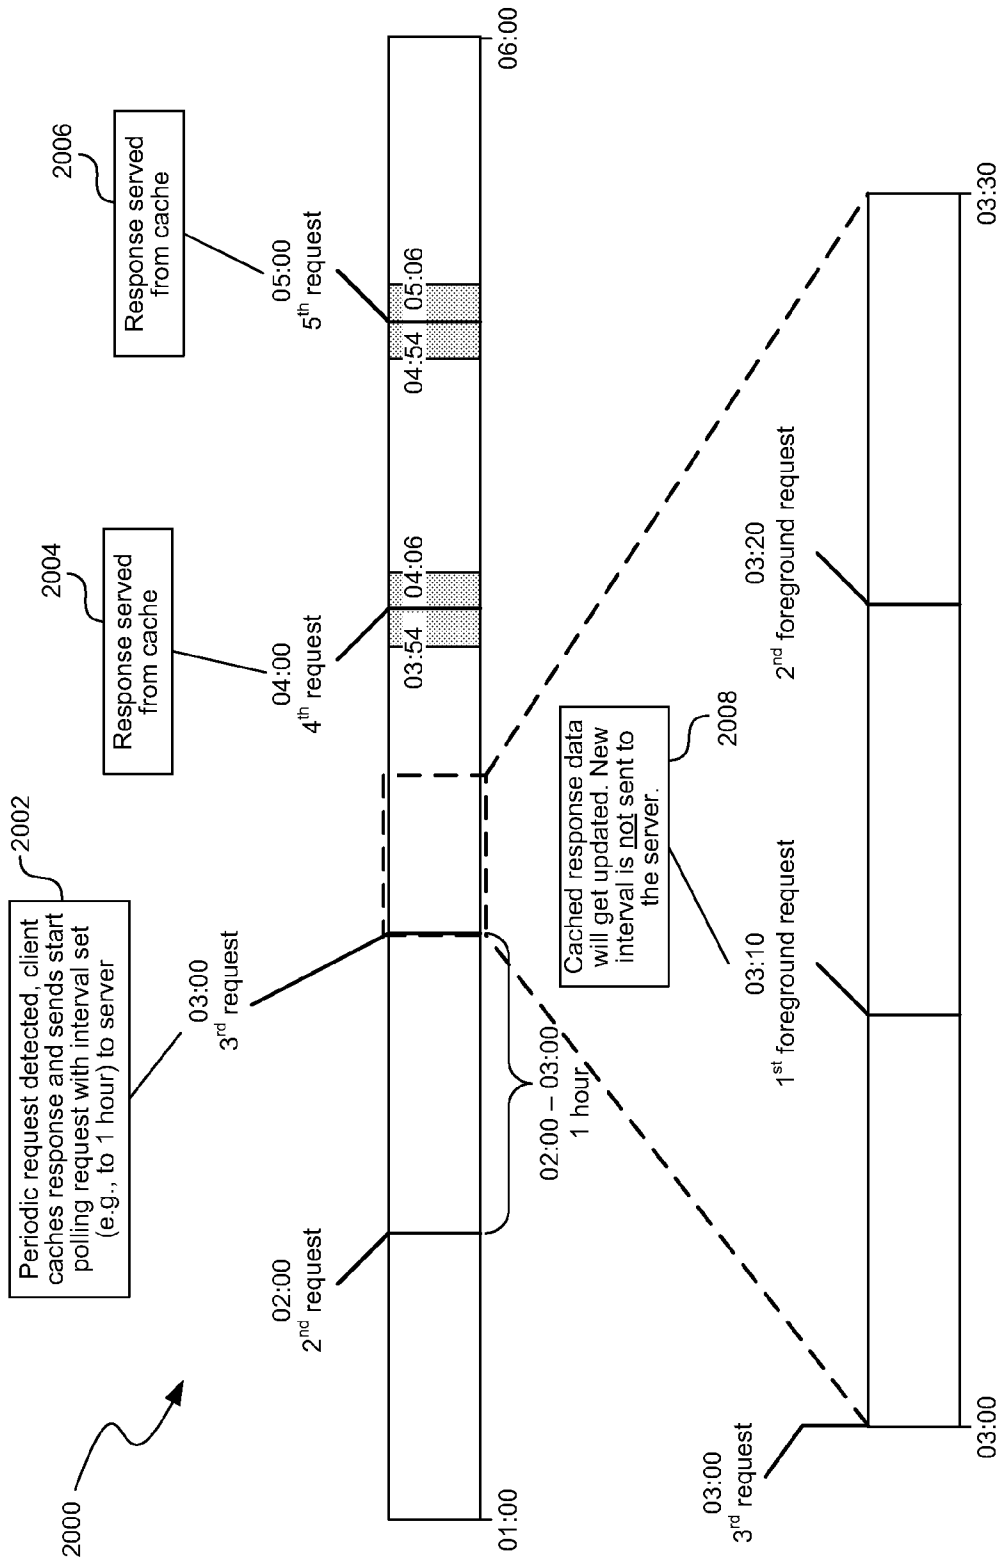 2000
2002
Periodic request detected, client
caches response and sends start
polling request with interval set
(e.g., to 1 hour) to server
2004
Response served
from cache
2006
Response served
from cache
02:00
2nd request
03:00
3rd request
04:00
4th request
05:00
5th request
03:54
04:06
04:54
05:06
01:00
06:00
02:00 – 03:00
1 hour
Cached response data
will get updated. New
interval is not sent to
the server.
2008
03:00
3rd request
03:10
1st foreground request
03:20
2nd foreground request
03:00
03:30